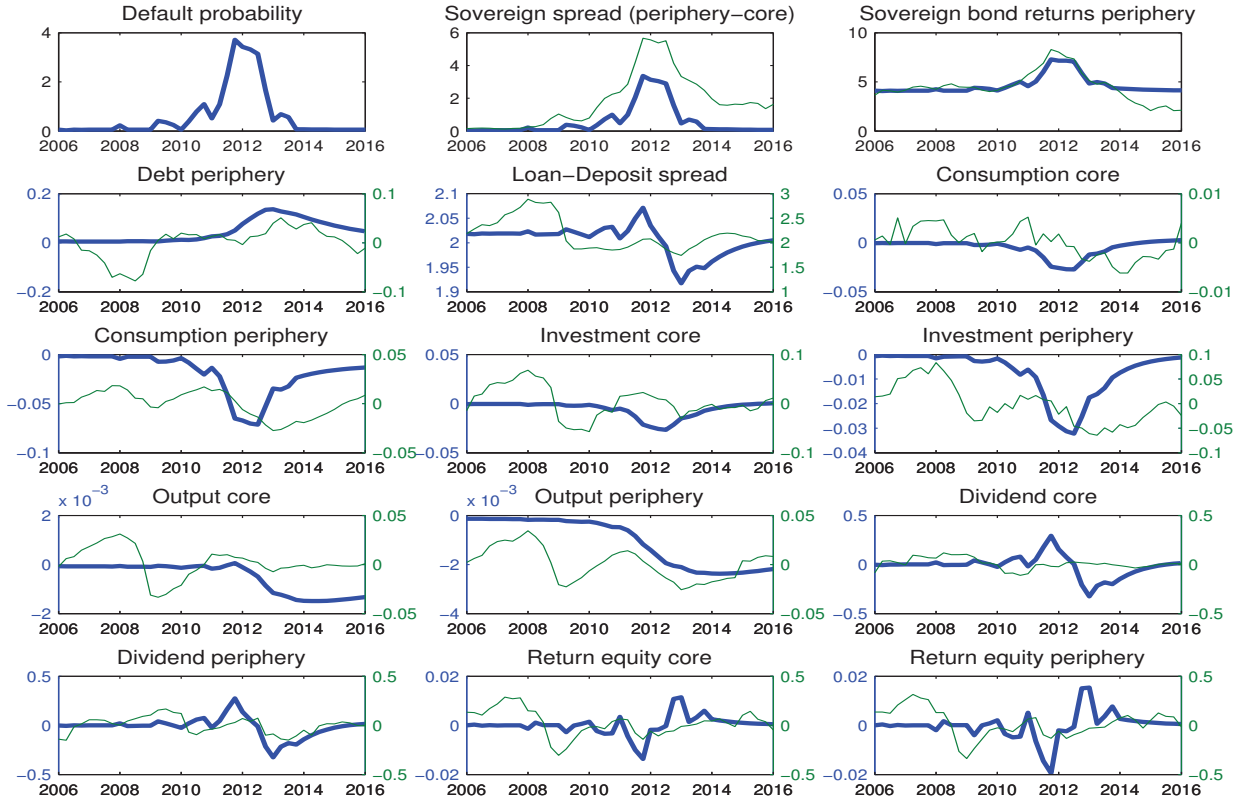 Default probability
4
2
0
2006 2008 2010 2012 2014 2016
Sovereign spread (periphery−core)
6
4
2
0
2006 2008 2010 2012 2014 2016
Sovereign bond returns periphery
10
5
0
2006 2008 2010 2012 2014 2016
Debt periphery
0.2
0
−0.2
0.1
0
−0.1
2006 2008 2010 2012 2014 2016
Loan−Deposit spread
2.1
2.05
2
1.95
1.9
3
2.5
2
1.5
1
2006 2008 2010 2012 2014 2016
Consumption core
0.05
0
−0.05
0.01
0
−0.01
2006 2008 2010 2012 2014 2016
Consumption periphery
0
−0.05
−0.1
0.05
0
−0.05
2006 2008 2010 2012 2014 2016
Investment core
0.05
0
−0.05
0.1
0
−0.1
2006 2008 2010 2012 2014 2016
Investment periphery
0
−0.01
−0.02
−0.03
−0.04
0.1
0.05
0
−0.05
−0.1
2006 2008 2010 2012 2014 2016
Output core
x 10−3
2
0
−2
0.05
0
−0.05
2006 2008 2010 2012 2014 2016
Output periphery
x 10−3
0
−2
−4
0.05
0
−0.05
2006 2008 2010 2012 2014 2016
Dividend core
0.5
0
−0.5
0.5
0
−0.5
2006 2008 2010 2012 2014 2016
Dividend periphery
0.5
0
−0.5
0.5
0
−0.5
2006 2008 2010 2012 2014 2016
Return equity core
0.02
0
−0.02
0.5
0
−0.5
2006 2008 2010 2012 2014 2016
Return equity periphery
0.02
0
−0.02
0.5
0
−0.5
2006 2008 2010 2012 2014 2016